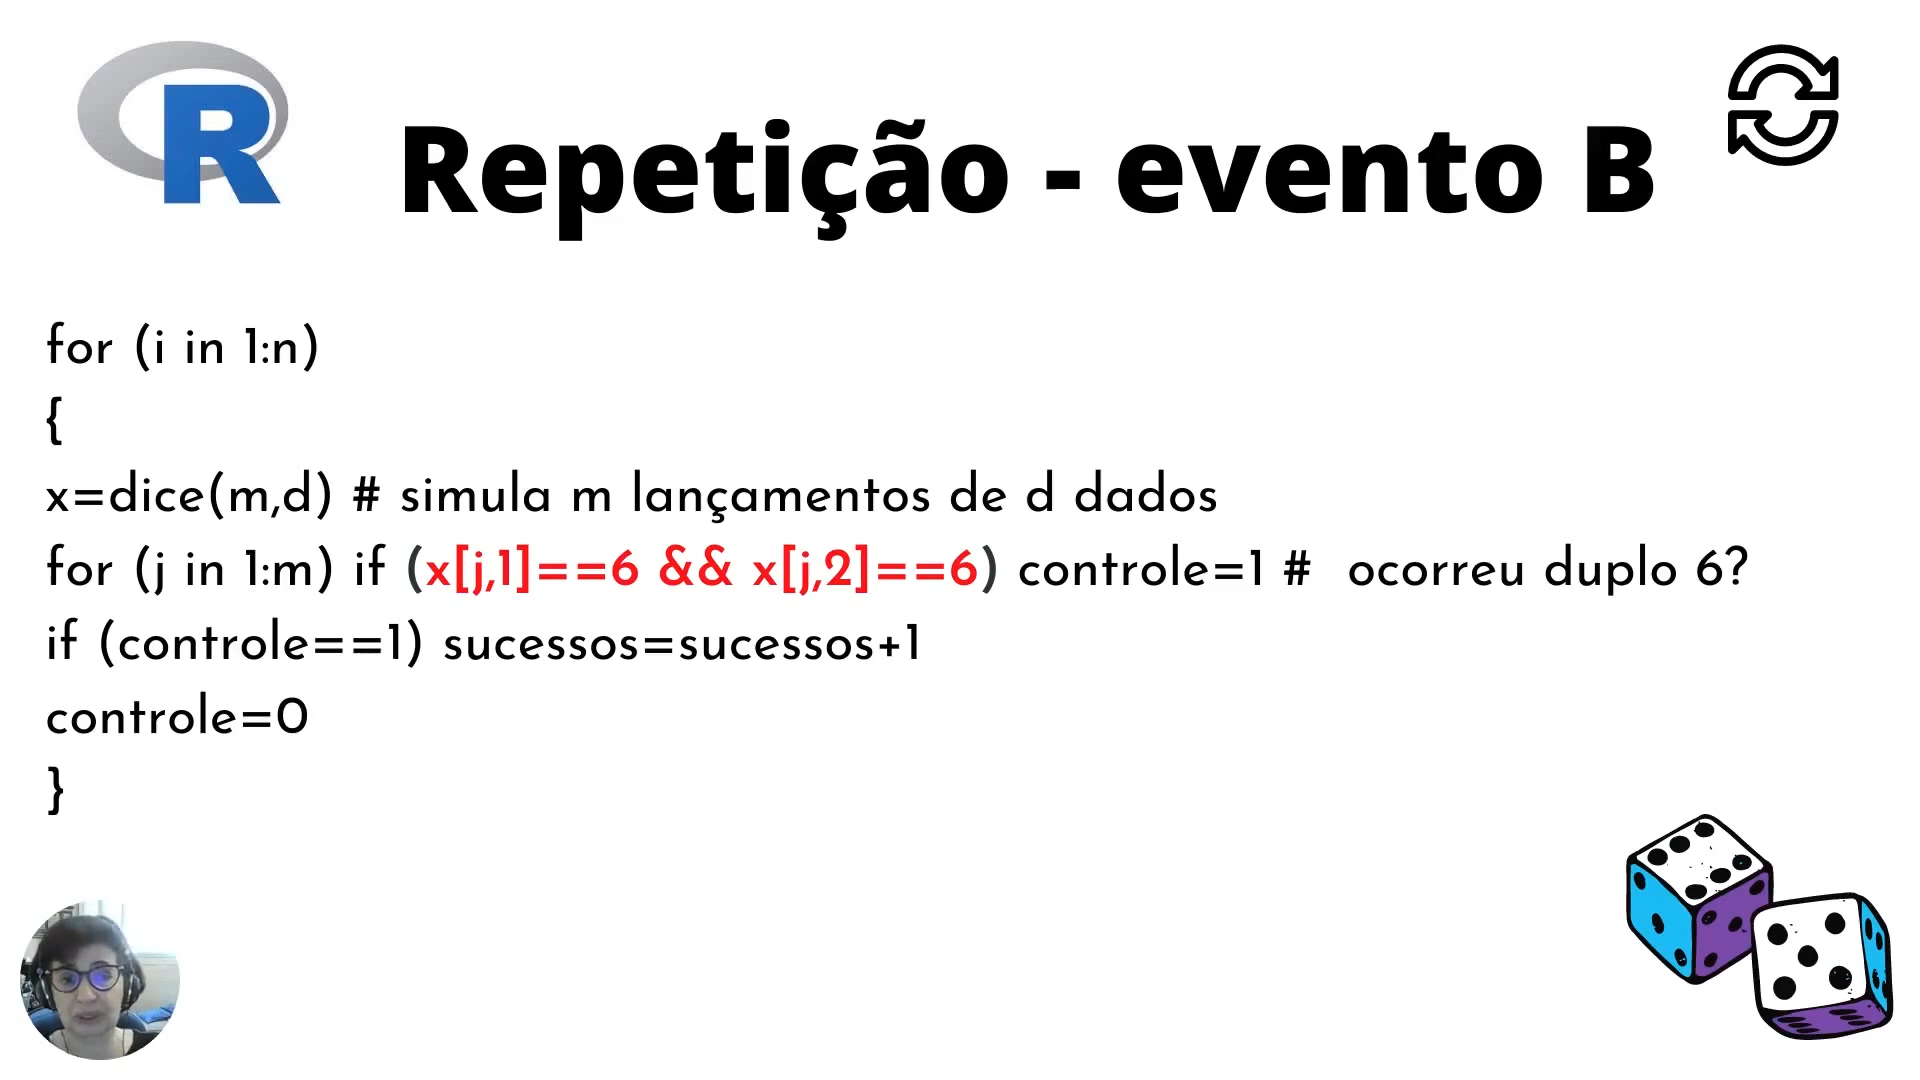 R
Repetição - evento B
for (i in 1:n)
{
x=dice(m,d) # simula m lançamentos de d dados
for (j in 1:m) if (x[j,1]==6 && x[j,2]==6) controle=1 # ocorreu duplo 6?
if (controle==1) sucessos=sucessos+1
controle=0
}